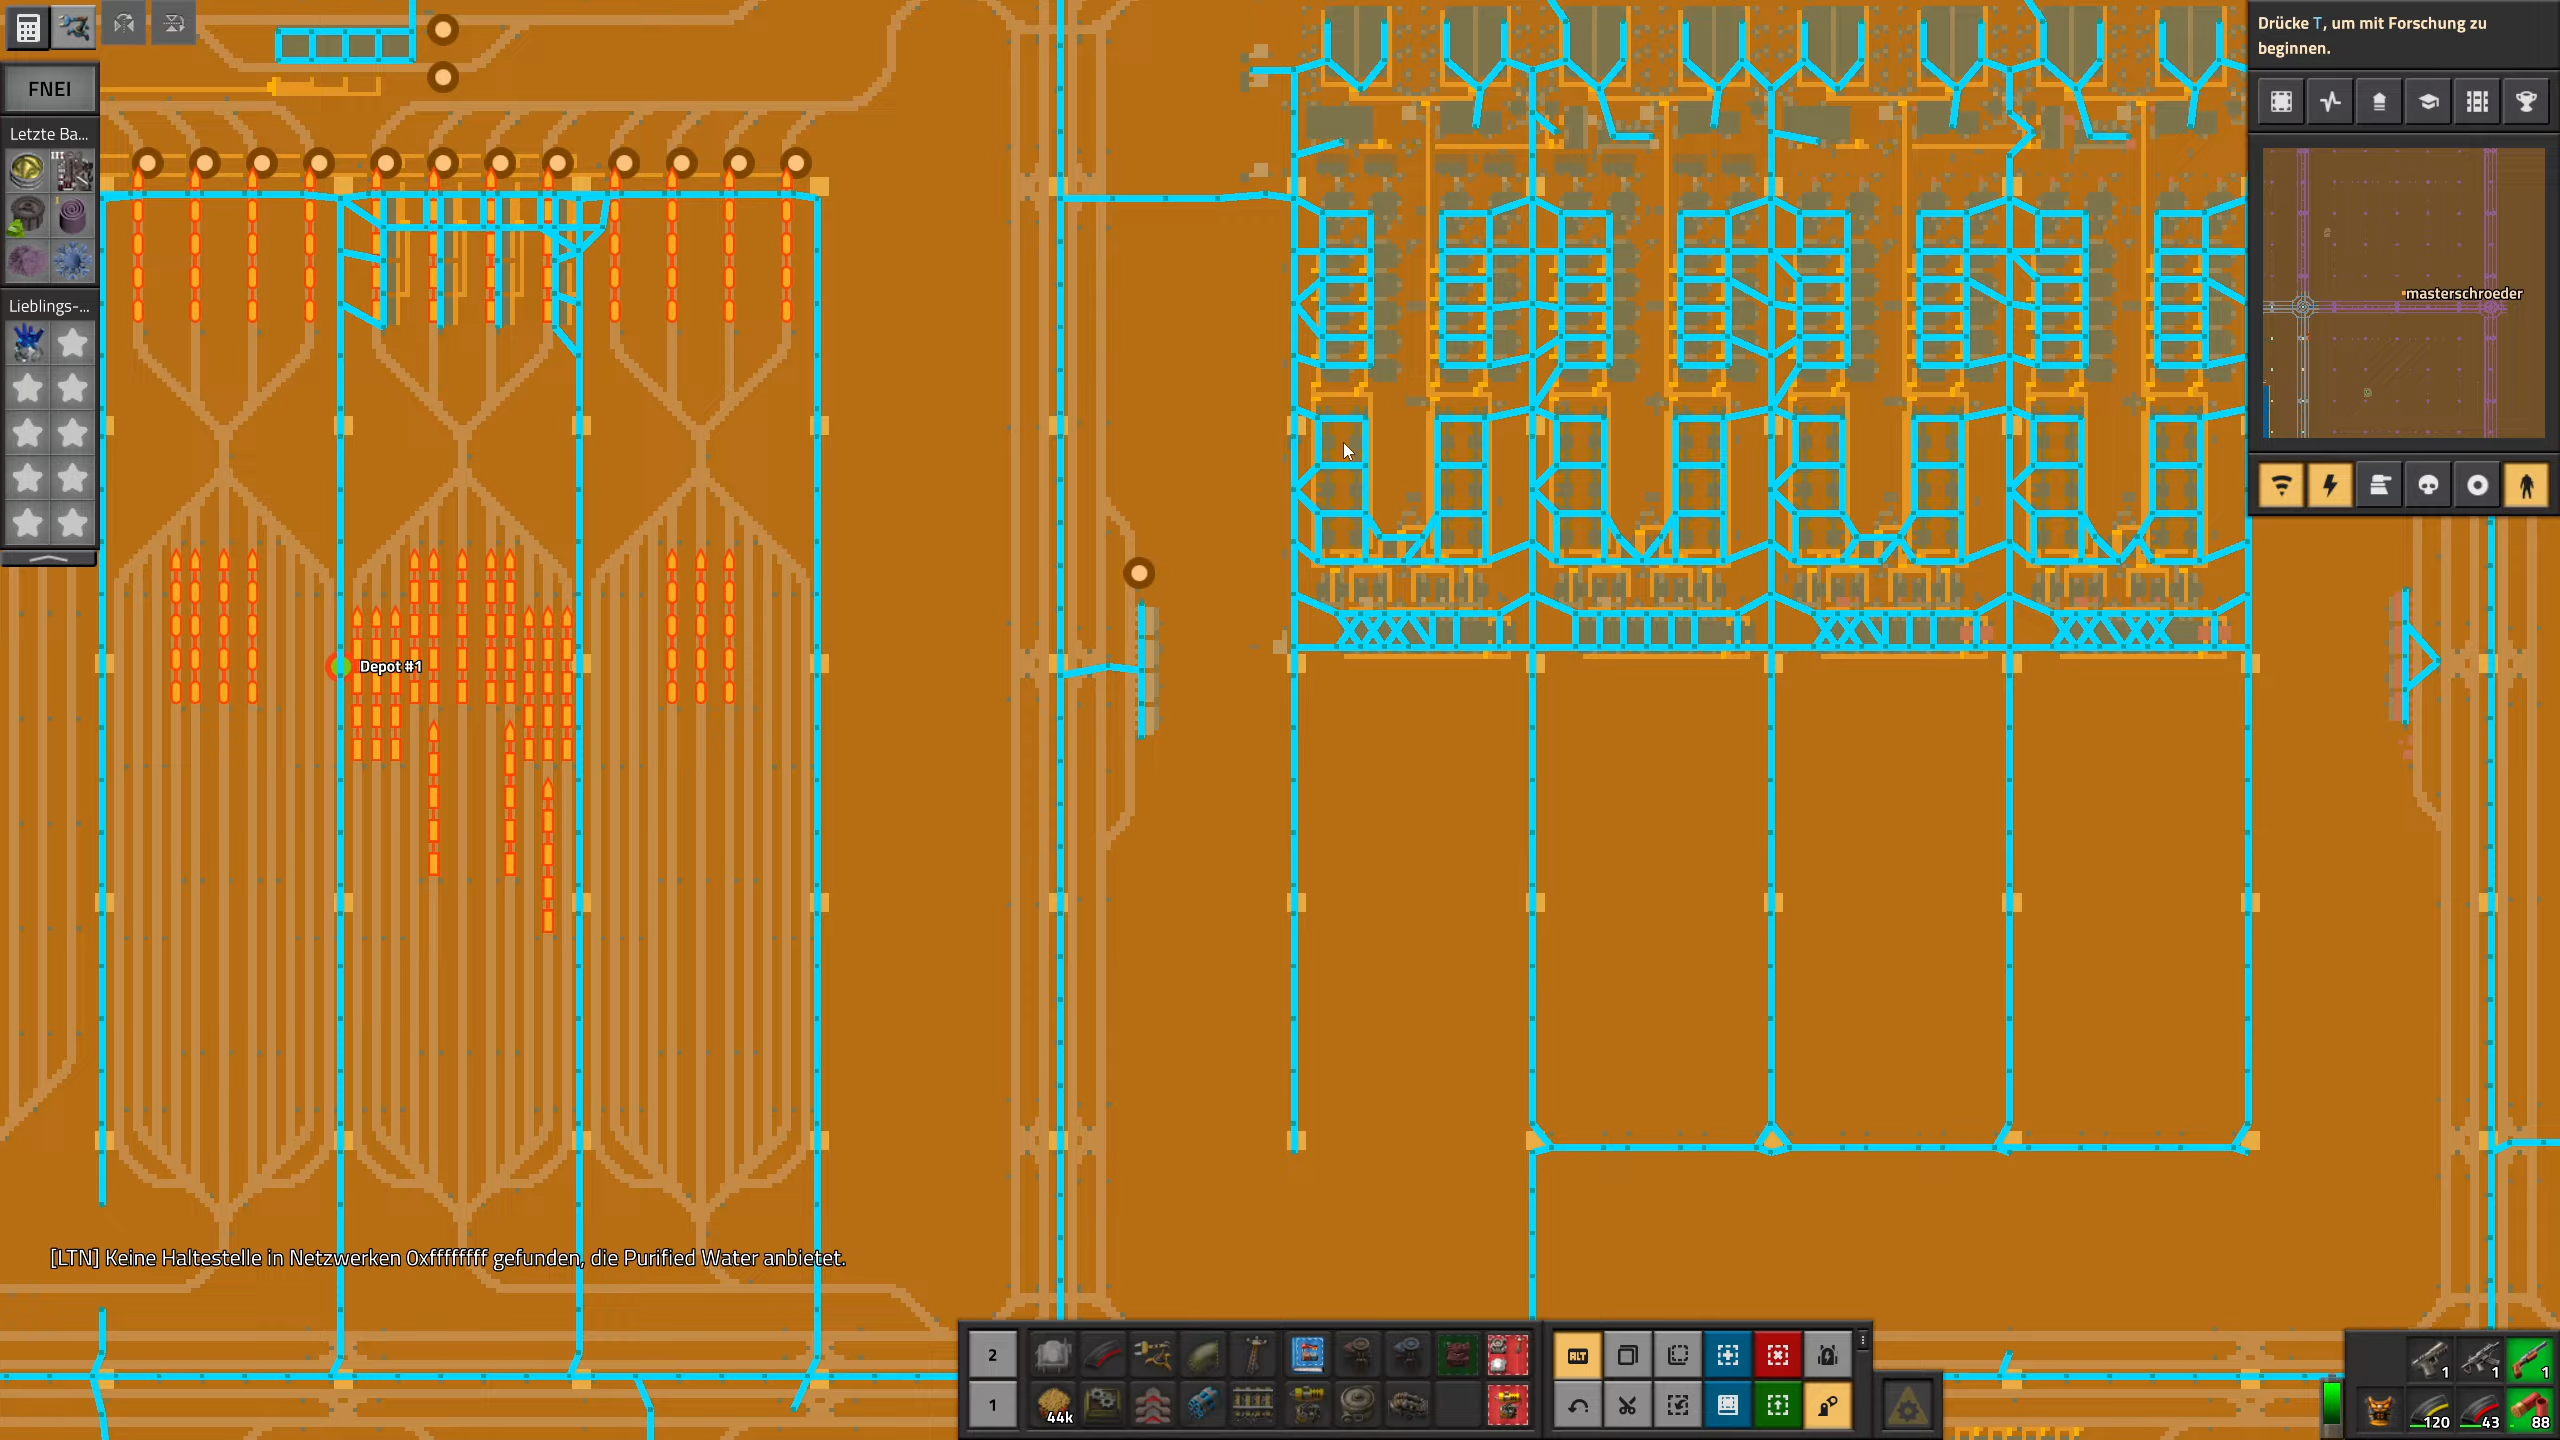 Drücke T, um mit Forschung zu
beginnen.
FNEI
Letzte Ba...
Lieblings-...
masterschroeder
Depot #1
[LTN] Keine Haltestelle in Netzwerken 0xffffffff gefunden, die Purified Water anbietet.
2
ALT
1
1
1
1
44k
120
43
88